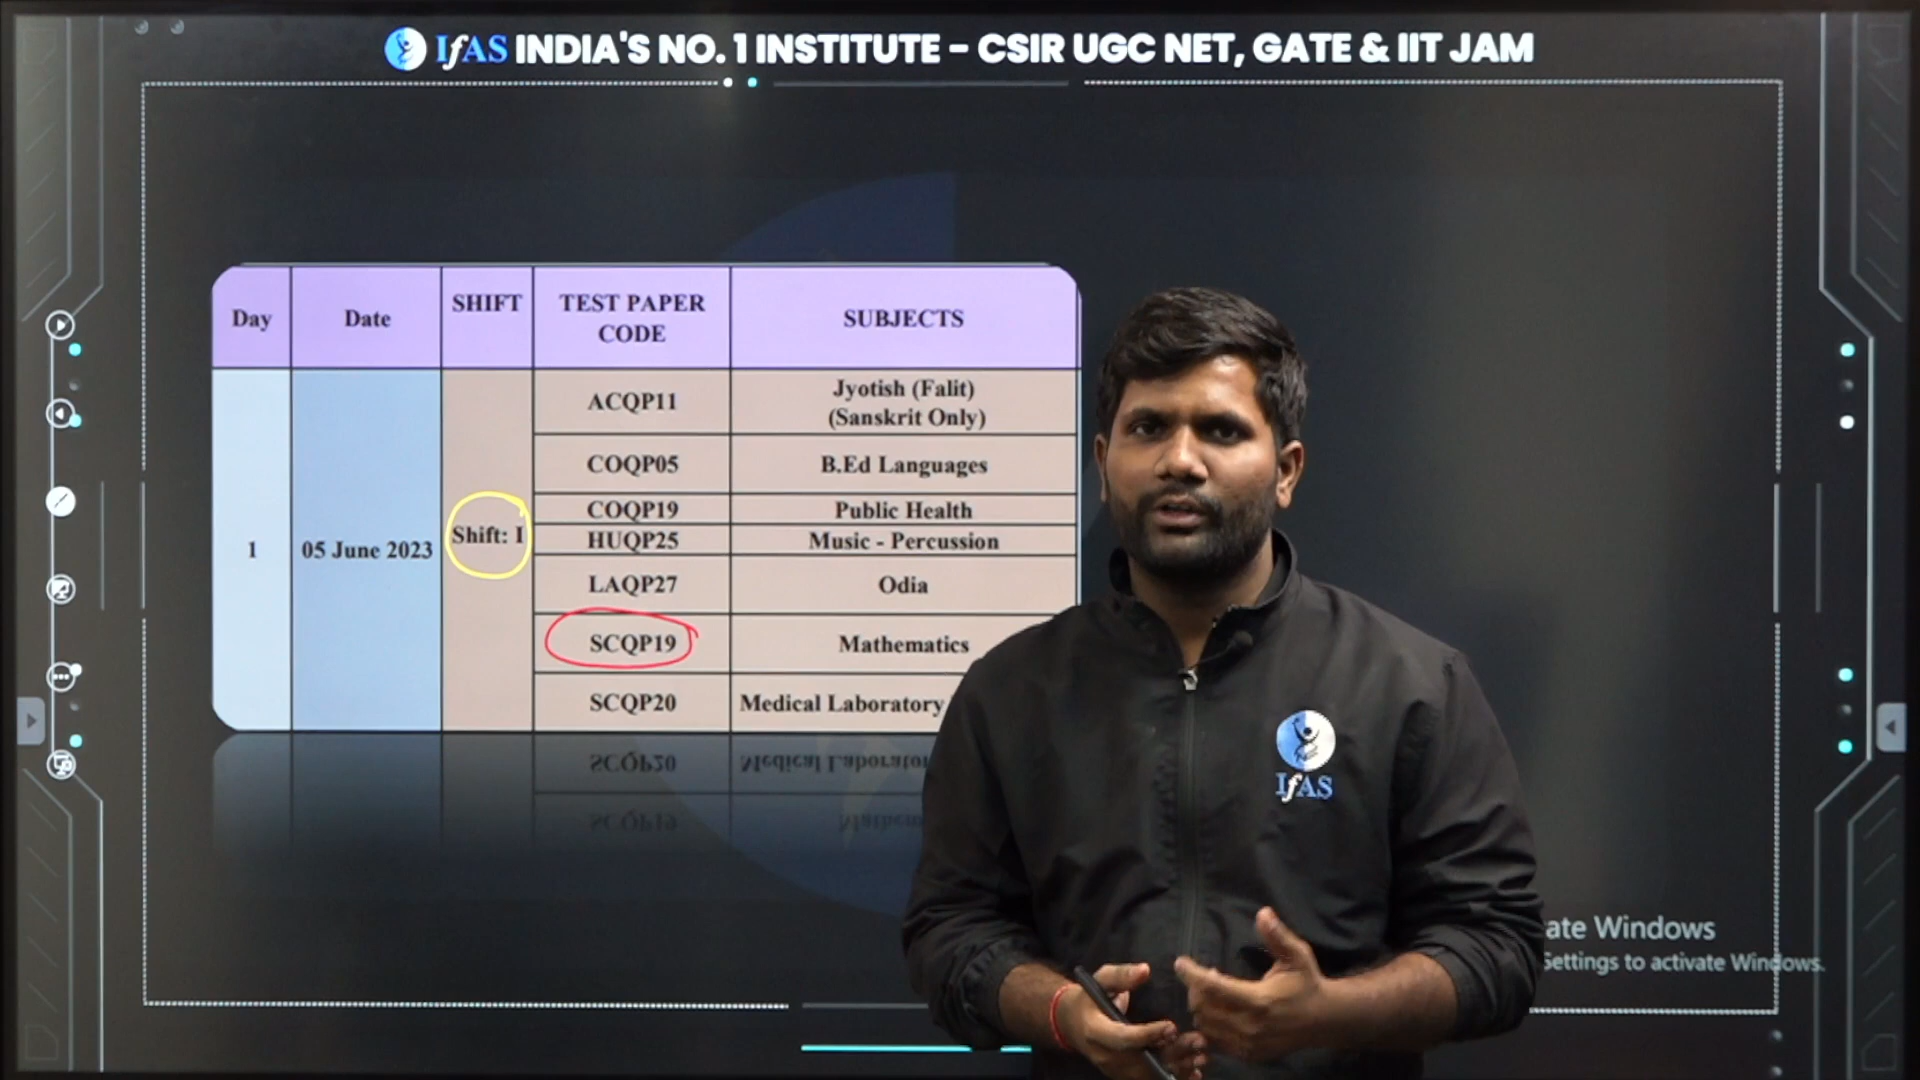 IfAS INDIA'S NO. 1 INSTITUTE - CSIR UGC NET, GATE & IIT JAM
Day Date SHIFT TEST PAPER CODE SUBJECTS
1 05 June 2023 Shift: I
ACQP11 Jyotish (Falit) (Sanskrit Only)
COQP05 B.Ed Languages
COQP19 Public Health
HUQP25 Music - Percussion
LAQP27 Odia
SCQP19 Mathematics
SCQP20 Medical Laboratory
IfAS
ate Windows
Settings to activate Windows.